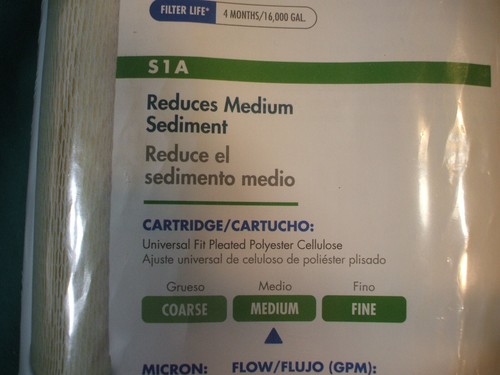 FILTER LIFE* 4 MONTHS/16,000 GAL.
S1A
Reduces Medium
Sediment
Reduce el
sedimento medio
CARTRIDGE/CARTUCHO:
Universal Fit Pleated Polyester Cellulose
Ajuste universal de celuloso de poliéster plisado
Grueso Medio Fino
COARSE MEDIUM FINE
MICRON: FLOW/FLUJO (GPM):